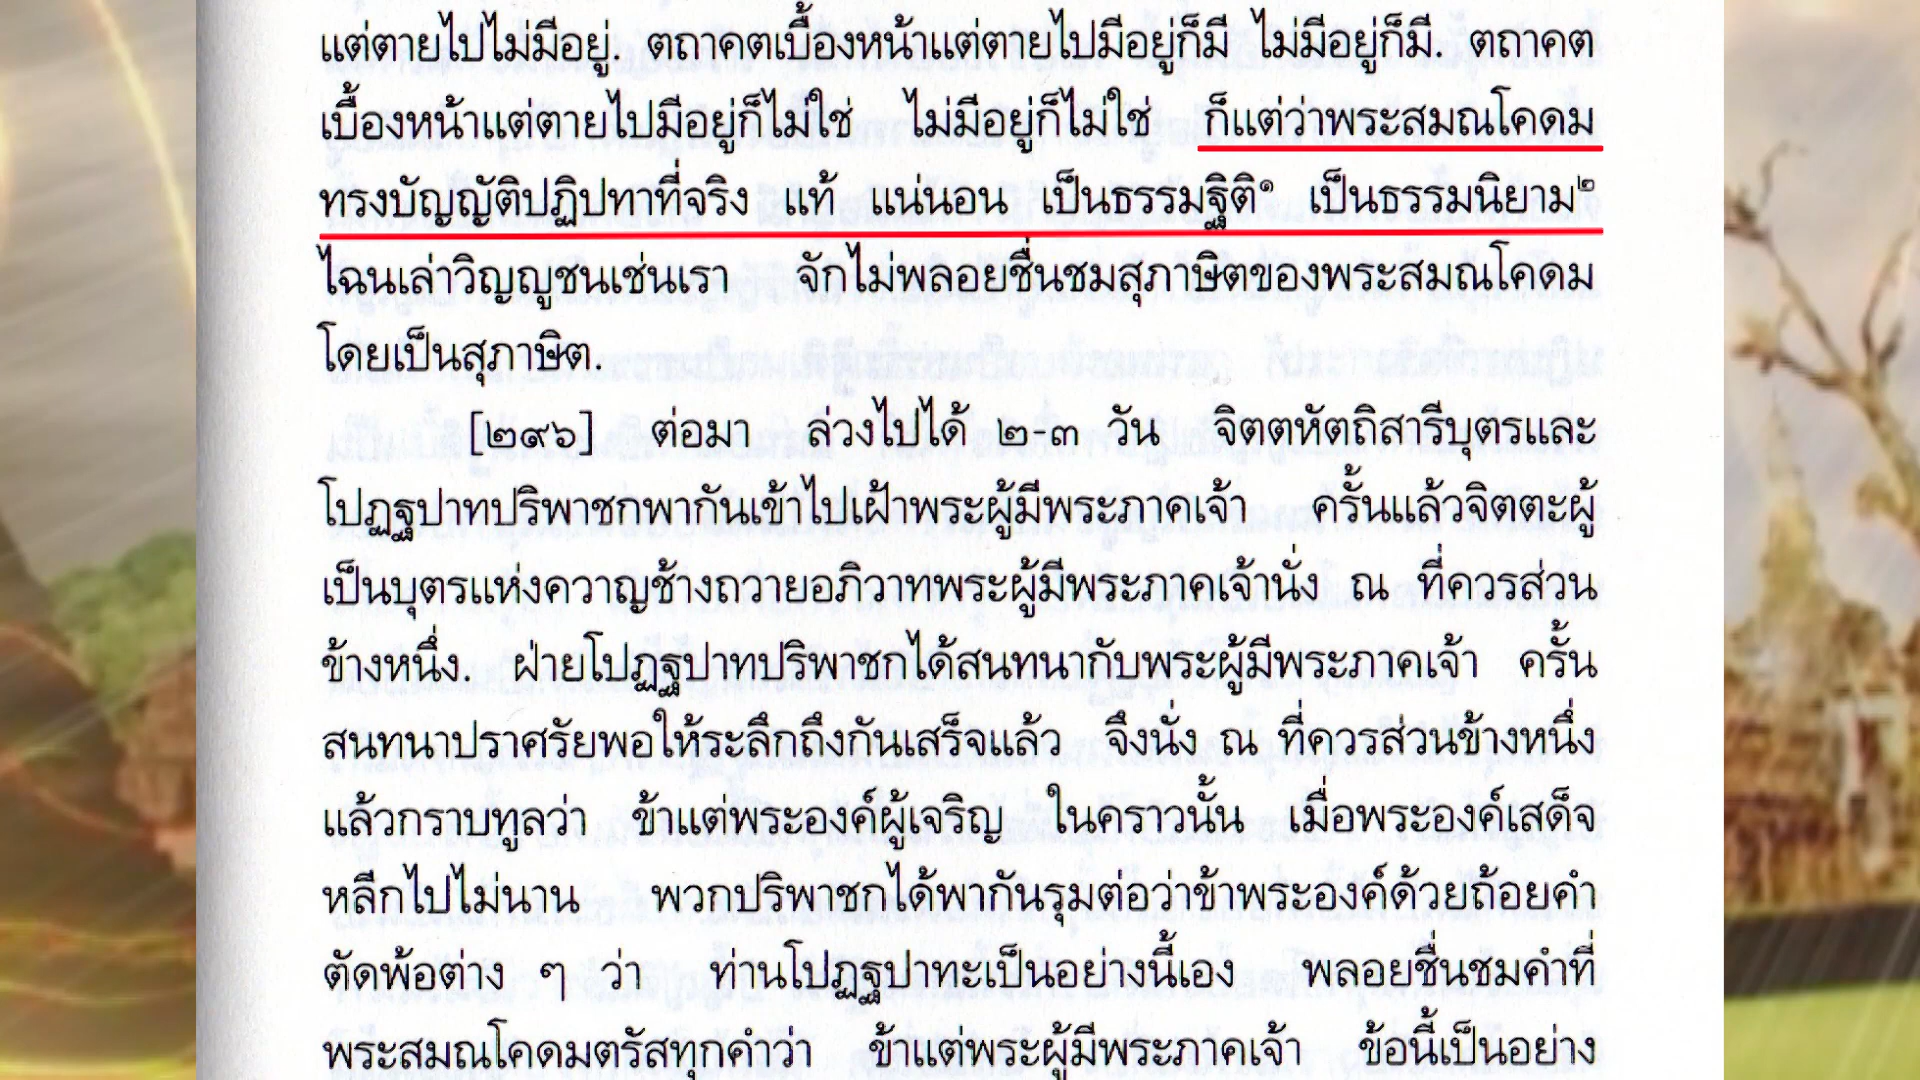 แต่ตายไปไม่มีอยู่. ตถาคตเบื้องหน้าแต่ตายไปมีอยู่ก็มี ไม่มีอยู่ก็มี. ตถาคต
เบื้องหน้าแต่ตายไปมีอยู่ก็ไม่ใช่ ไม่มีอยู่ก็ไม่ใช่ ก็แต่ว่าพระสมณโคดม
ทรงบัญญัติปฏิปทาที่จริง แท้ แน่นอน เป็นธรรมฐิติ๑ เป็นธรรมนิยาม๒
ไฉนเล่าวิญญูชนเช่นเรา จักไม่พลอยชื่นชมสุภาษิตของพระสมณโคดม
โดยเป็นสุภาษิต.
[๒๙๖] ต่อมา ล่วงไปได้ ๒-๓ วัน จิตตหัตถิสารีบุตรและ
โปฏฐปาทปริพาชกพากันเข้าไปเฝ้าพระผู้มีพระภาคเจ้า ครั้นแล้วจิตตะผู้
เป็นบุตรแห่งควาญช้างถวายอภิวาทพระผู้มีพระภาคเจ้านั่ง ณ ที่ควรส่วน
ข้างหนึ่ง. ฝ่ายโปฏฐปาทปริพาชกได้สนทนากับพระผู้มีพระภาคเจ้า ครั้น
สนทนาปราศรัยพอให้ระลึกถึงกันเสร็จแล้ว จึงนั่ง ณ ที่ควรส่วนข้างหนึ่ง
แล้วกราบทูลว่า ข้าแต่พระองค์ผู้เจริญ ในคราวนั้น เมื่อพระองค์เสด็จ
หลีกไปไม่นาน พวกปริพาชกได้พากันรุมต่อว่าข้าพระองค์ด้วยถ้อยคำ
ตัดพ้อต่าง ๆ ว่า ท่านโปฏฐปาทะเป็นอย่างนี้เอง พลอยชื่นชมคำที่
พระสมณโคดมตรัสทุกคำว่า ข้าแต่พระผู้มีพระภาคเจ้า ข้อนี้เป็นอย่าง